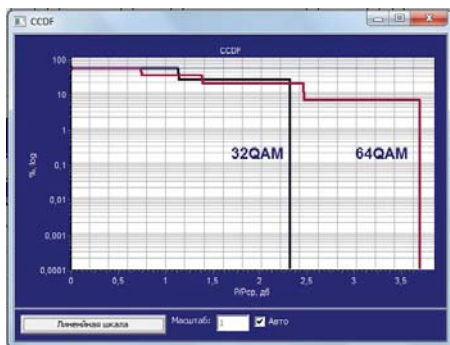 CCDF
CCDF
100
10
1
0,1
0,01
0,001
0,0001
%, log
32QAM
64QAM
0
0,5
1
1,5
2
2,5
3
3,5
P/Pср, дб
Линейная шкала
Масштаб:
1
Авто